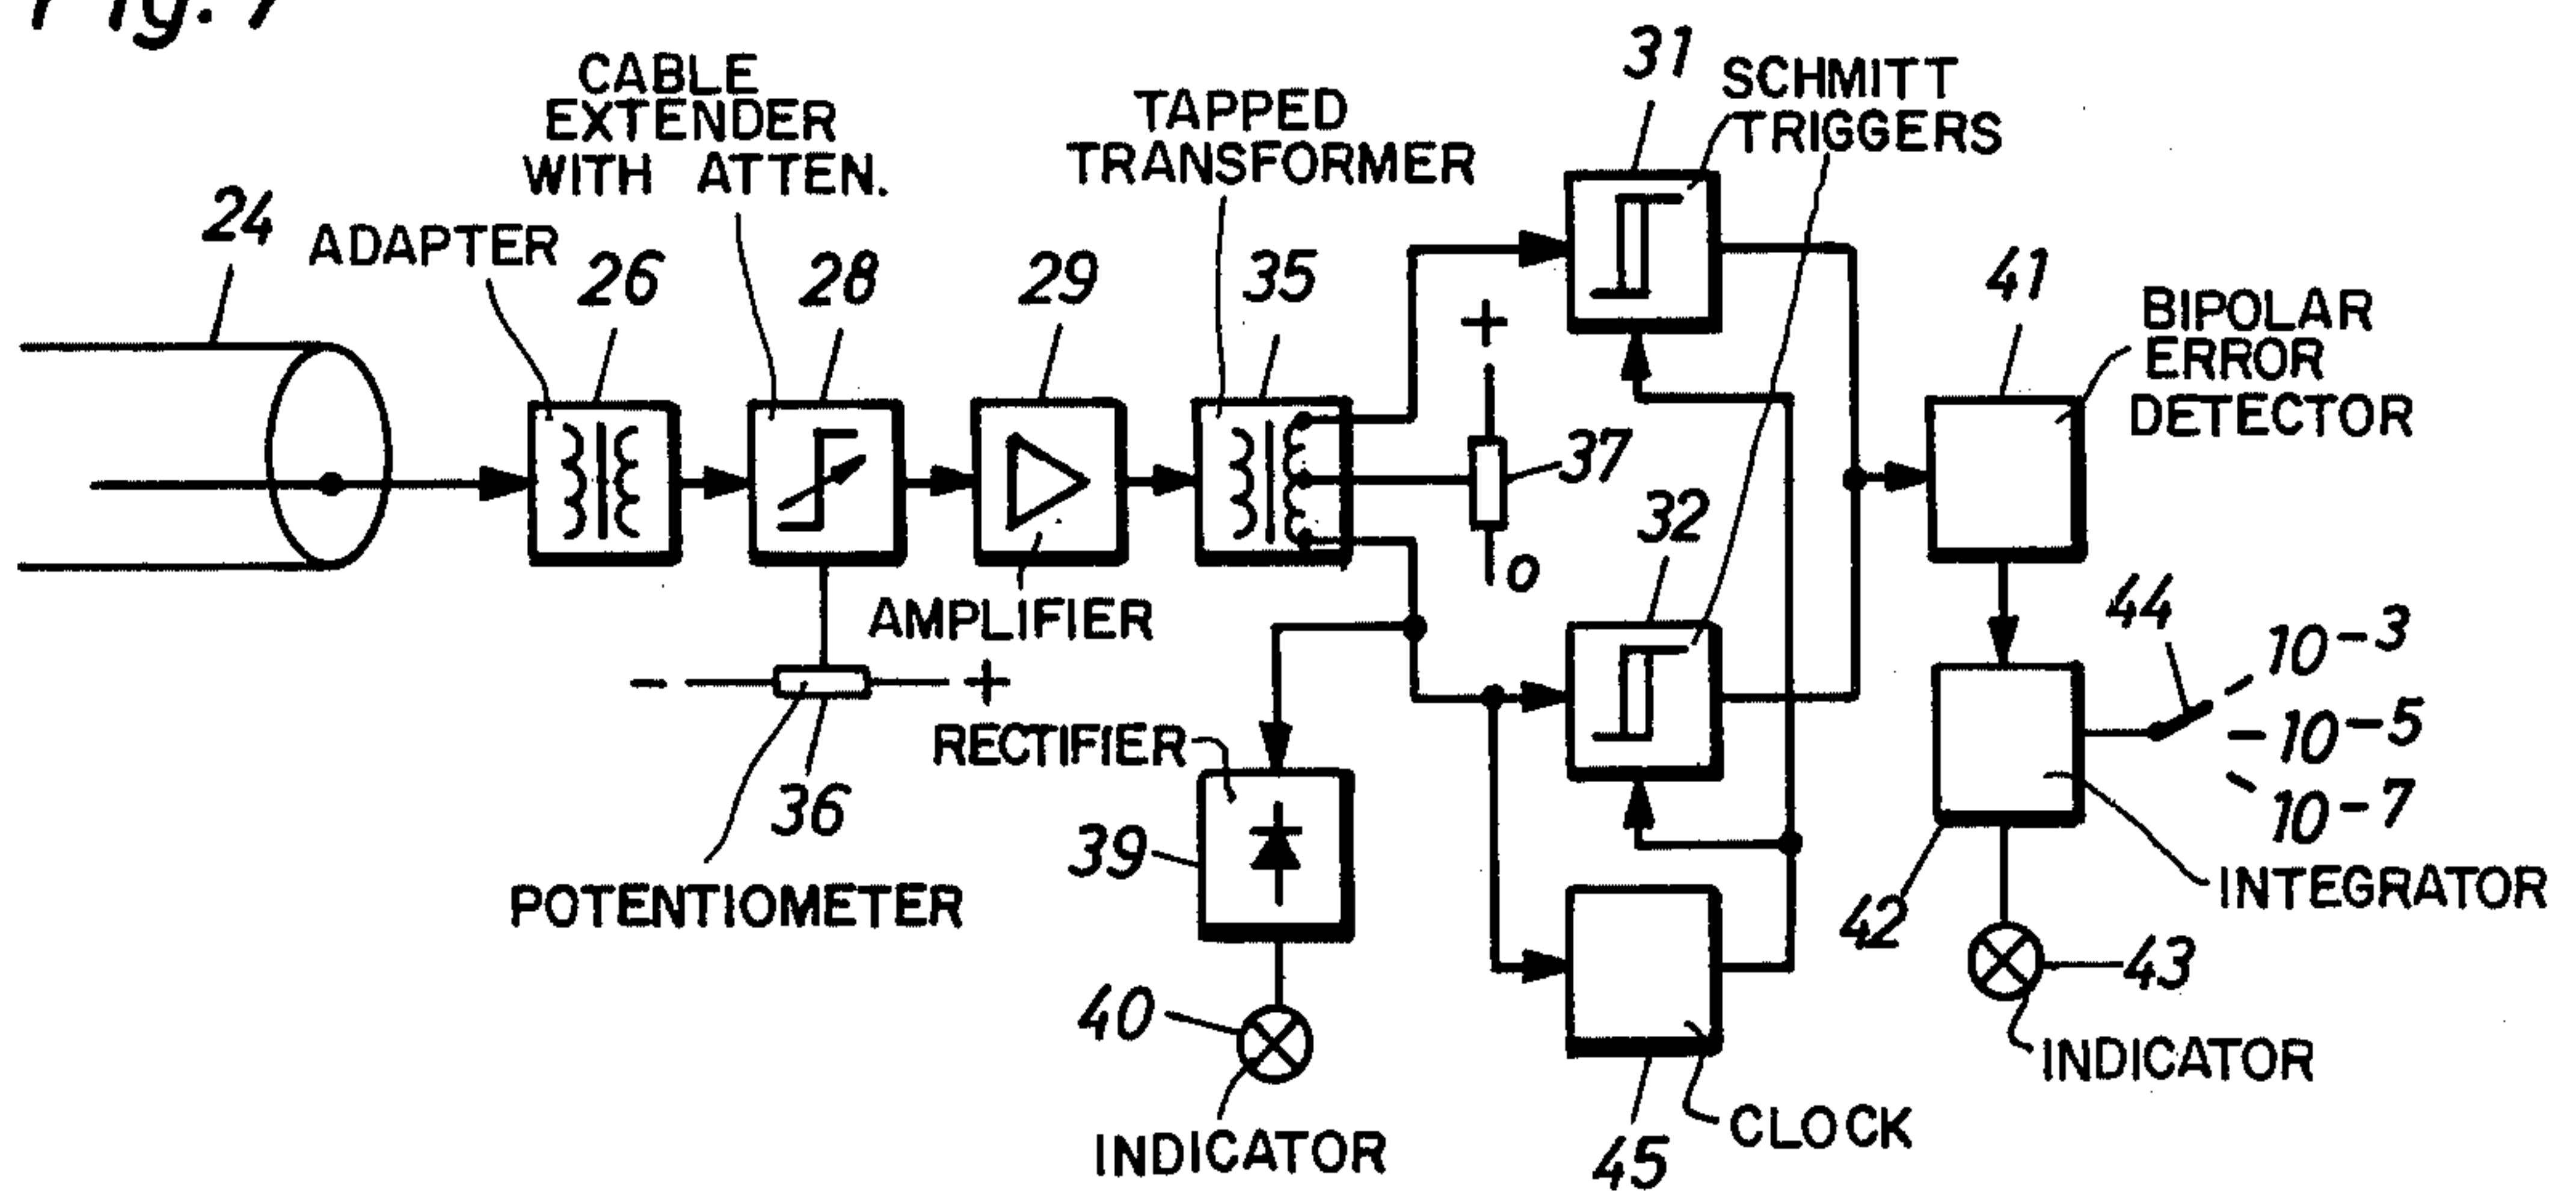 Fig. 7
CABLE
EXTENDER
WITH ATTEN.
TAPPED
TRANSFORMER
31
SCHMITT
TRIGGERS
24
ADAPTER
26
28
29
35
41
BIPOLAR
ERROR
DETECTOR
+
37
32
O
AMPLIFIER
44
10-3
10-5
10-7
- +
36
POTENTIOMETER
RECTIFIER
39
40
INDICATOR
42
INTEGRATOR
43
INDICATOR
CLOCK
45